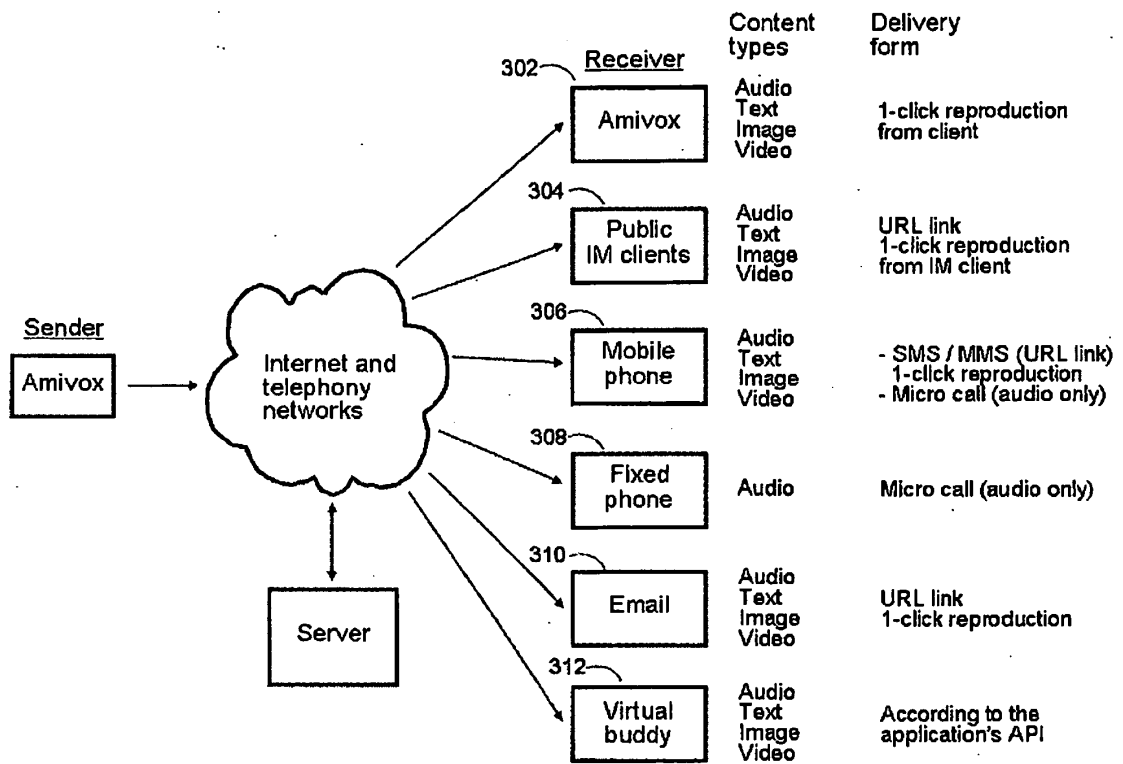 Content types
Delivery form
Receiver
302
Amivox
Audio
Text
Image
Video
1-click reproduction
from client
304
Public
IM clients
Audio
Text
Image
Video
URL link
1-click reproduction
from IM client
Sender
Amivox
Internet and
telephony
networks
306
Mobile
phone
Audio
Text
Image
Video
- SMS / MMS (URL link)
1-click reproduction
- Micro call (audio only)
308
Fixed
phone
Audio
Micro call (audio only)
Server
310
Email
Audio
Text
Image
Video
URL link
1-click reproduction
312
Virtual
buddy
Audio
Text
Image
Video
According to the
application's API